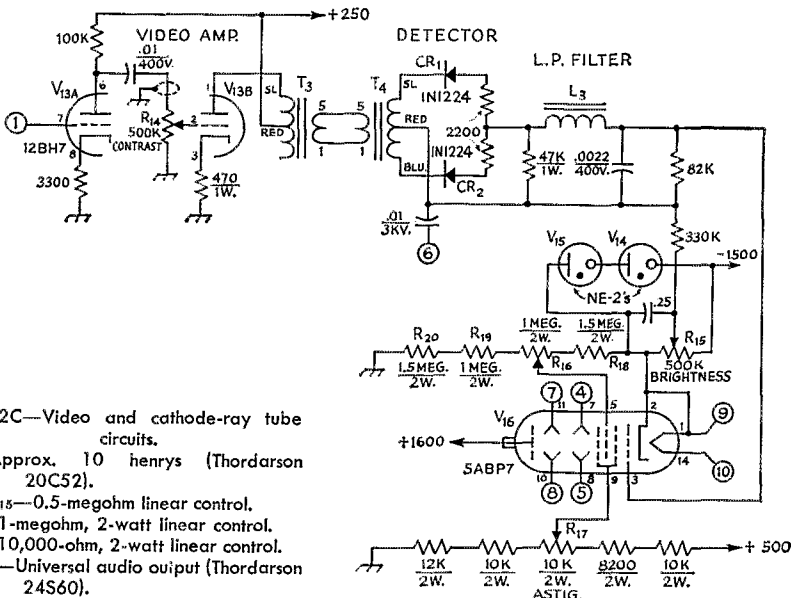 +250
100K
VIDEO AMP.
.01
400V.
DETECTOR
CR1
1N1224
L.P. FILTER
V13A
6
7
8
1
12BH7
R14
500K
CONTRAST
V13B
1
2
3
SL
RED
T3
5
5
1
1
T4
SL
RED
BLU.
2200
1N1224
CR2
L3
47K
1W.
.0022
400V.
82K
3300
470
1W.
.01
3KV.
6
330K
V15
V14
-1500
NE-2's
.25
1 MEG.
2W.
1.5 MEG.
2W.
R20
R19
R16
R18
R15
1.5 MEG.
2W.
1 MEG.
2W.
500K
BRIGHTNESS
7
11
4
7
5
2
1
9
V16
+1600
5ABP7
10
8
8
5
9
3
14
10
2C—Video and cathode-ray tube
circuits.
pprox. 10 henrys (Thordarson
20C52).
15—0.5-megohm linear control.
1-megohm, 2-watt linear control.
10,000-ohm, 2-watt linear control.
—Universal audio output (Thordarson
24S60).
R17
+ 500
12K
2W.
10K
2W.
10K
2W.
8200
2W.
10K
2W.
ASTIG.